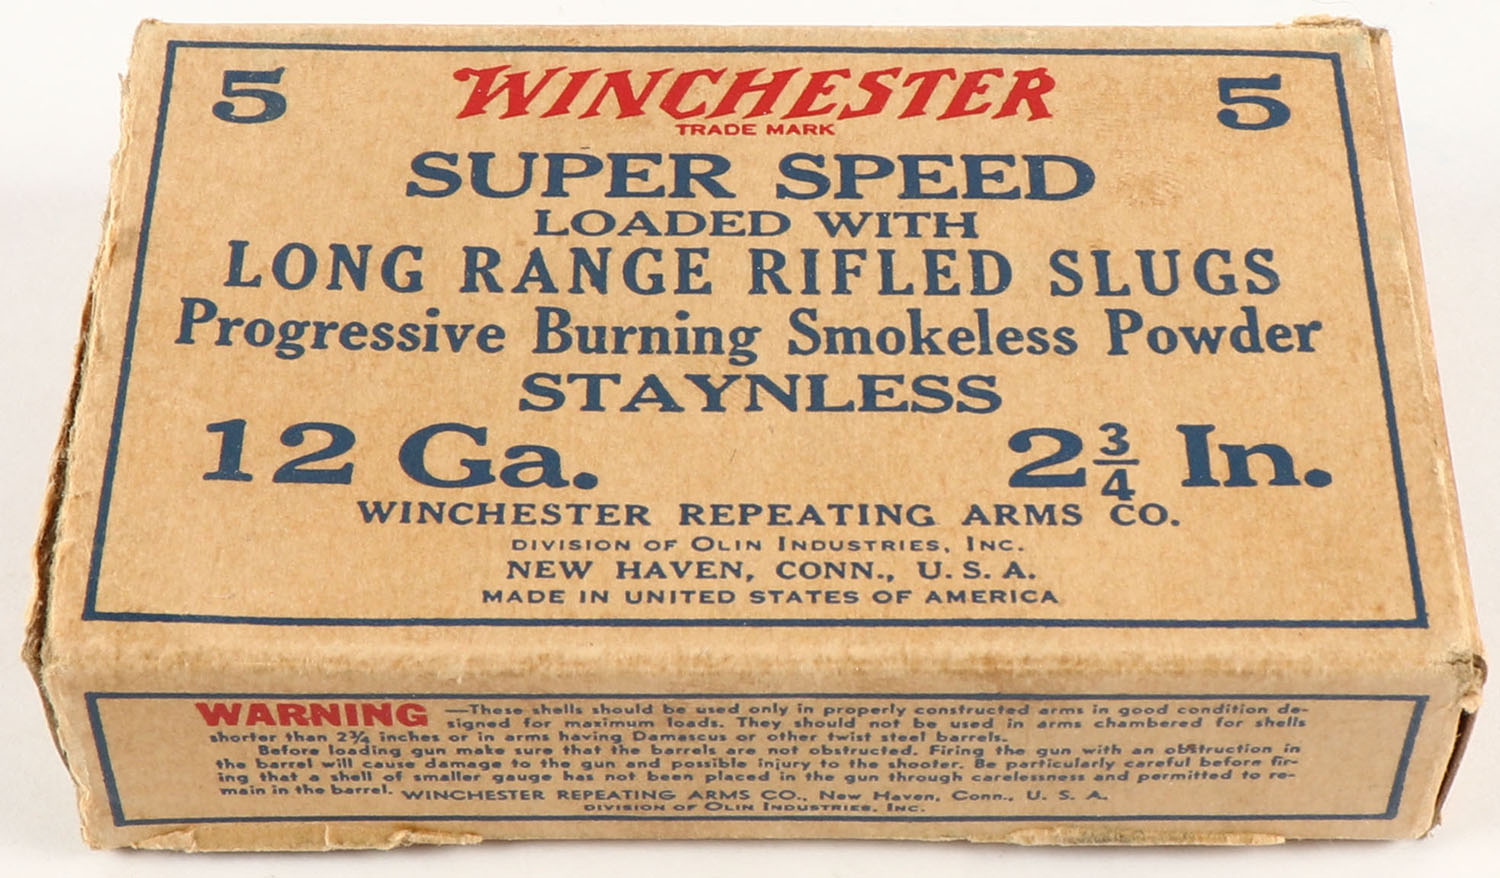 5 WINCHESTER 5
TRADE MARK
SUPER SPEED
LOADED WITH
LONG RANGE RIFLED SLUGS
Progressive Burning Smokeless Powder
STAYNLESS
12 Ga. 2 3/4 In.
WINCHESTER REPEATING ARMS CO.
DIVISION OF OLIN INDUSTRIES, INC.
NEW HAVEN, CONN., U. S. A.
MADE IN UNITED STATES OF AMERICA
WARNING—These shells should be used only in properly constructed arms in good condition de-
signed for maximum loads. They should not be used in arms chambered for shells
shorter than 2¾ inches or in arms having Damascus or other twist steel barrels.
Before loading gun make sure that the barrels are not obstructed. Firing the gun with an obstruction in
the barrel will cause damage to the gun and possible injury to the shooter. Be particularly careful before fir-
ing that a shell of smaller gauge has not been placed in the gun through carelessness and permitted to re-
main in the barrel. WINCHESTER REPEATING ARMS CO., New Haven, Conn., U. S. A.
DIVISION OF OLIN INDUSTRIES, INC.